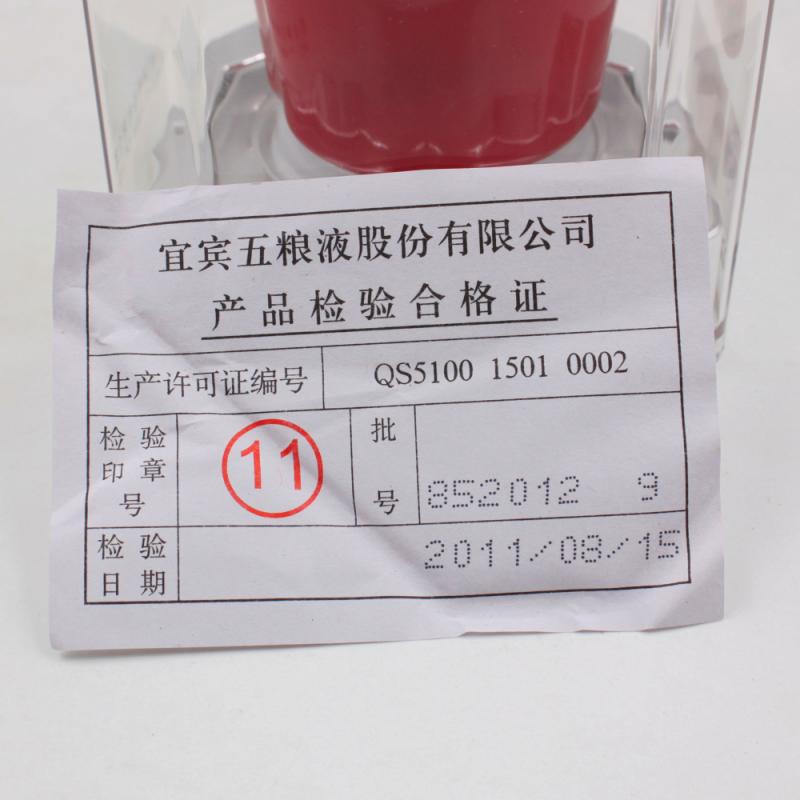 宜宾五粮液股份有限公司
产品检验合格证
生产许可证编号 QS5100 1501 0002
检验印章号 11 批号 852012 9
检验日期 2011/08/15